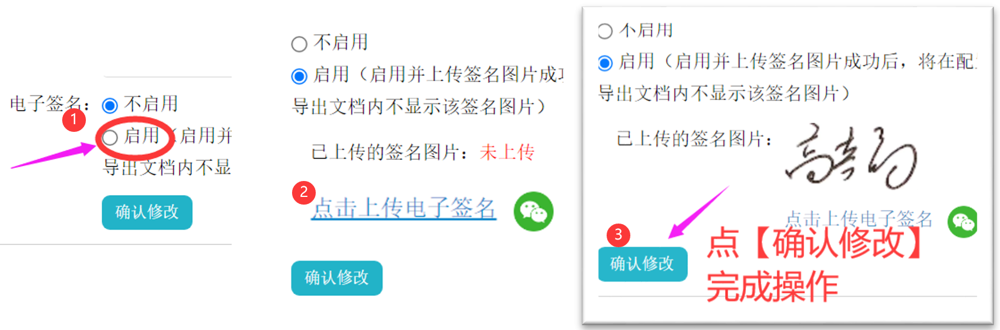 电子签名：
不启用
1
启用（启用并
导出文档内不显
确认修改
不启用
启用（启用并上传签名图片成功
导出文档内不显示该签名图片）
已上传的签名图片：未上传
2
点击上传电子签名
确认修改
不启用
启用（启用并上传签名图片成功后，将在配
导出文档内不显示该签名图片）
已上传的签名图片：
点击上传电子签名
3
确认修改
点【确认修改】
完成操作